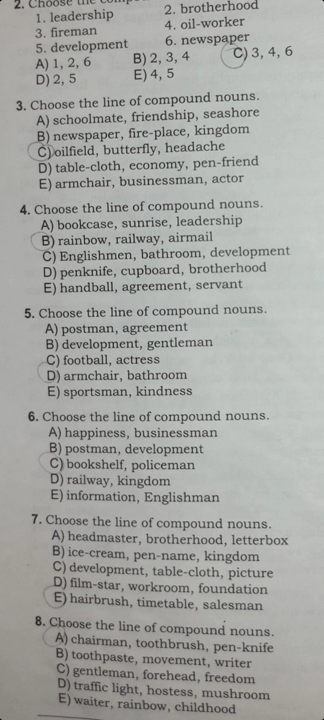 2. Choose the
1. leadership 2. brotherhood
3. fireman 4. oil-worker
5. development 6. newspaper
A) 1, 2, 6 B) 2, 3, 4 C) 3, 4, 6
D) 2, 5 E) 4, 5
3. Choose the line of compound nouns.
A) schoolmate, friendship, seashore
B) newspaper, fire-place, kingdom
C) oilfield, butterfly, headache
D) table-cloth, economy, pen-friend
E) armchair, businessman, actor
4. Choose the line of compound nouns.
A) bookcase, sunrise, leadership
B) rainbow, railway, airmail
C) Englishmen, bathroom, development
D) penknife, cupboard, brotherhood
E) handball, agreement, servant
5. Choose the line of compound nouns.
A) postman, agreement
B) development, gentleman
C) football, actress
D) armchair, bathroom
E) sportsman, kindness
6. Choose the line of compound nouns.
A) happiness, businessman
B) postman, development
C) bookshelf, policeman
D) railway, kingdom
E) information, Englishman
7. Choose the line of compound nouns.
A) headmaster, brotherhood, letterbox
B) ice-cream, pen-name, kingdom
C) development, table-cloth, picture
D) film-star, workroom, foundation
E) hairbrush, timetable, salesman
8. Choose the line of compound nouns.
A) chairman, toothbrush, pen-knife
B) toothpaste, movement, writer
C) gentleman, forehead, freedom
D) traffic light, hostess, mushroom
E) waiter, rainbow, childhood